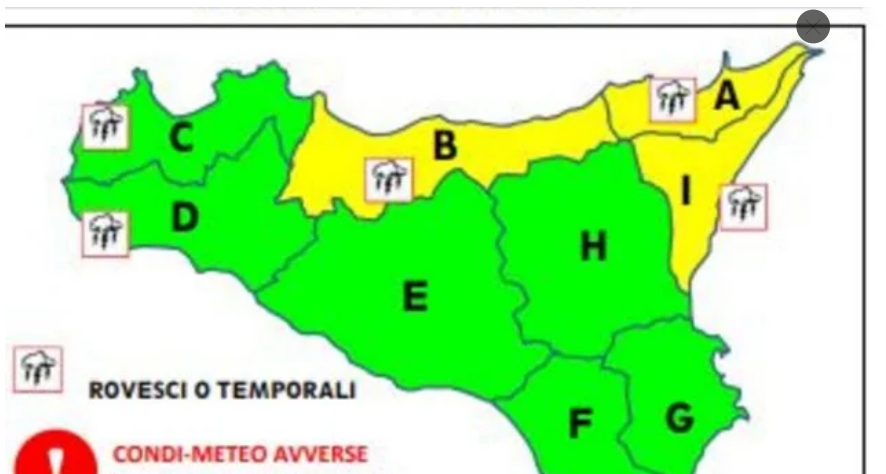 A
B
C
I
D
H
E
ROVESCI O TEMPORALI
F
G
CONDI-METEO AVVERSE